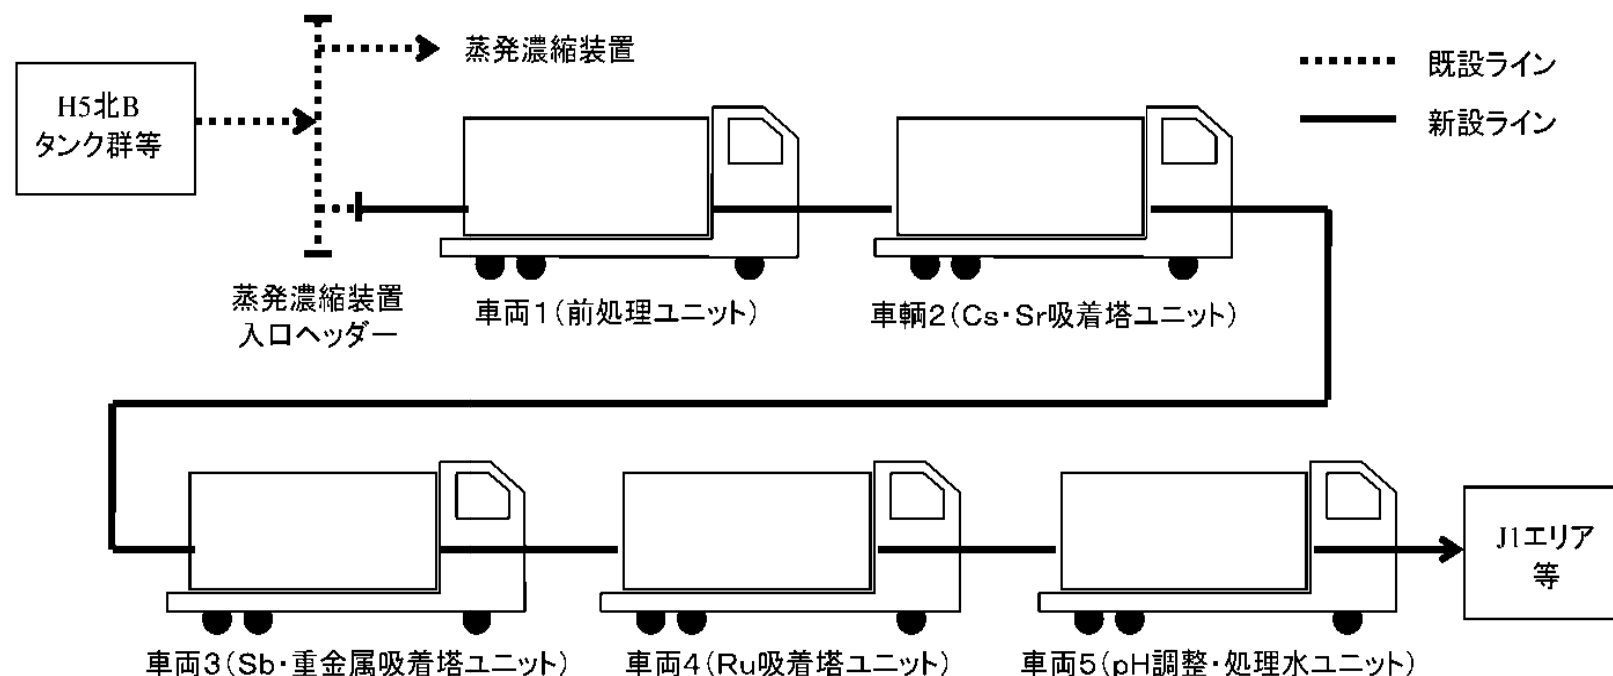 蒸発濃縮装置
既設ライン
H5北B
タンク群等
新設ライン
蒸発濃縮装置
入口ヘッダー
車両1(前処理ユニット)
車輌2(Cs・Sr吸着塔ユニット)
J1エリア
等
車両3(Sb・重金属吸着塔ユニット)
車両4(Ru吸着塔ユニット)
車両5(pH調整・処理水ユニット)